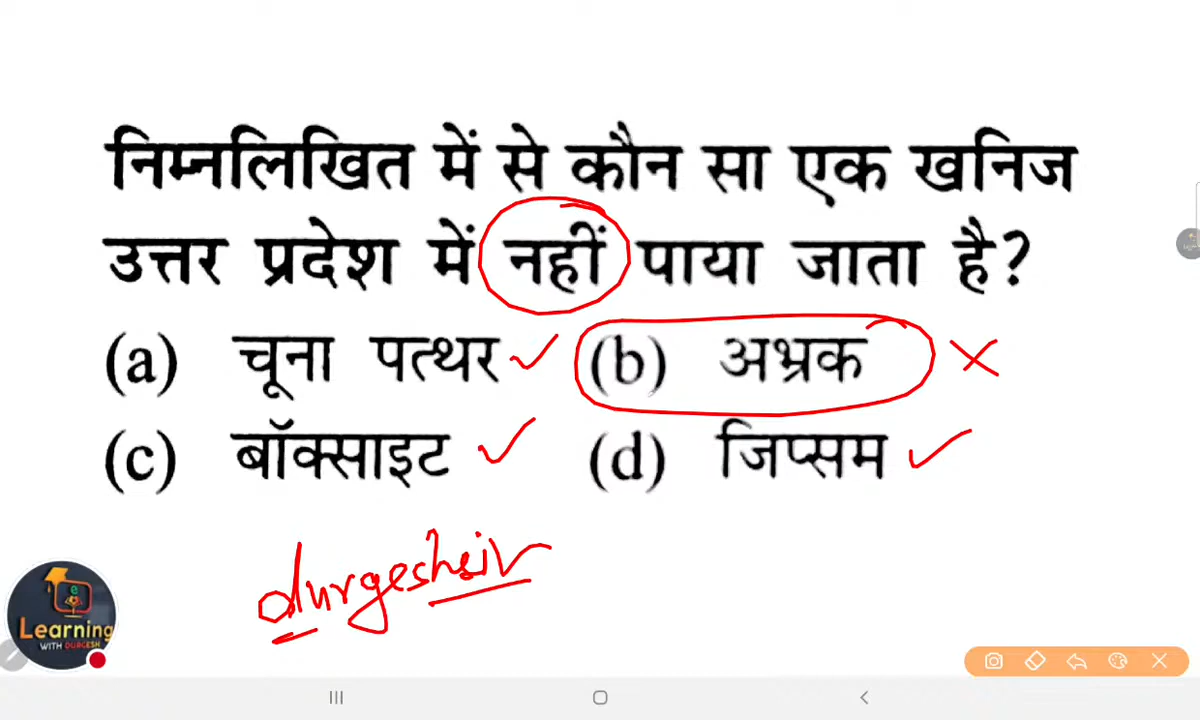 निम्नलिखित में से कौन सा एक खनिज
उत्तर प्रदेश में नहीं पाया जाता है?
(a) चूना पत्थर (b) अभ्रक
(c) बॉक्साइट (d) जिप्सम
durgeshsir
Learning
WITH DURGESH